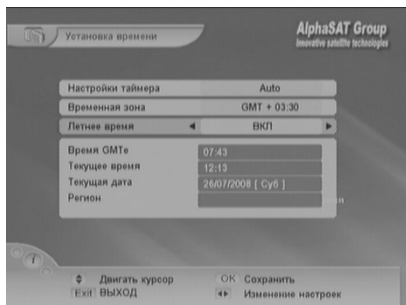 Установка времени
AlphaSAT Group
Innovative satellite technologies
Настройки таймера Auto
Временная зона GMT + 03:30
Летнее время ВКЛ
Время GMTe 07:43
Текущее время 12:13
Текущая дата 26/07/2008 [ Суб ]
Регион
Двигать курсор OK Сохранить
Exit ВЫХОД Изменение настроек